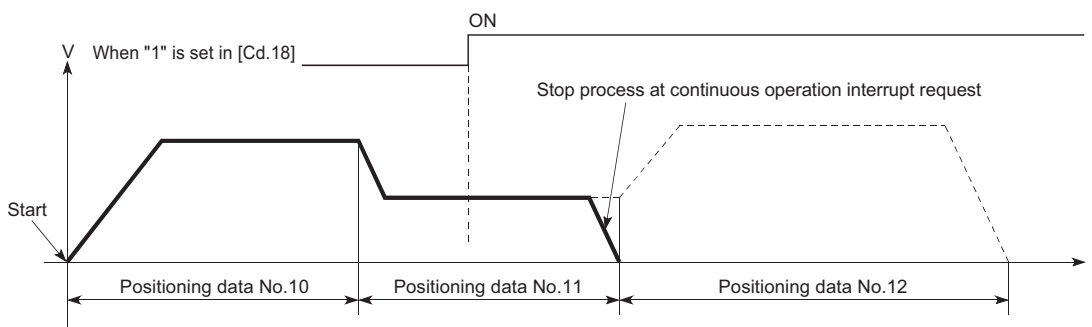 ON
V
When "1" is set in [Cd.18]
Stop process at continuous operation interrupt request
Start
Positioning data No.10
Positioning data No.11
Positioning data No.12